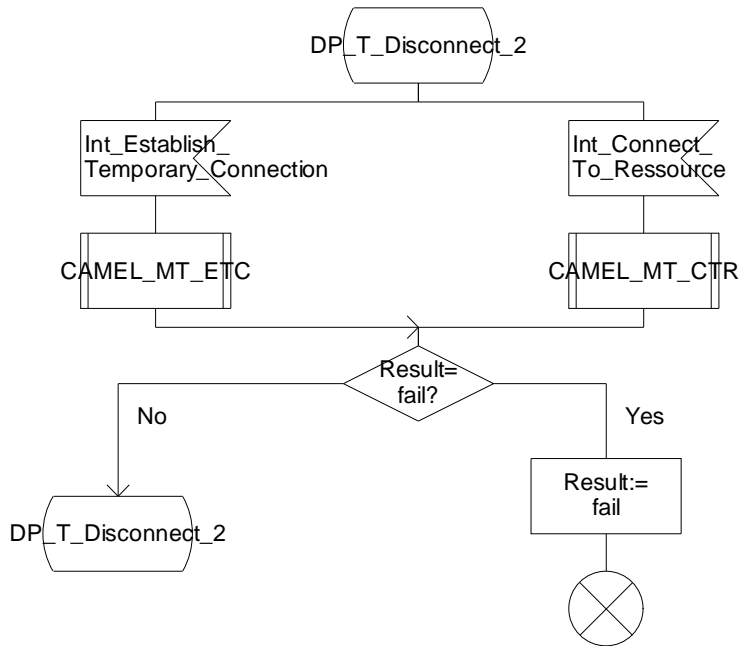 DP_T_Disconnect_2
Int_Establish_
Temporary_Connection
Int_Connect_
To_Ressource
CAMEL_MT_ETC
CAMEL_MT_CTR
Result=
fail?
No
Yes
Result:=
fail
DP_T_Disconnect_2